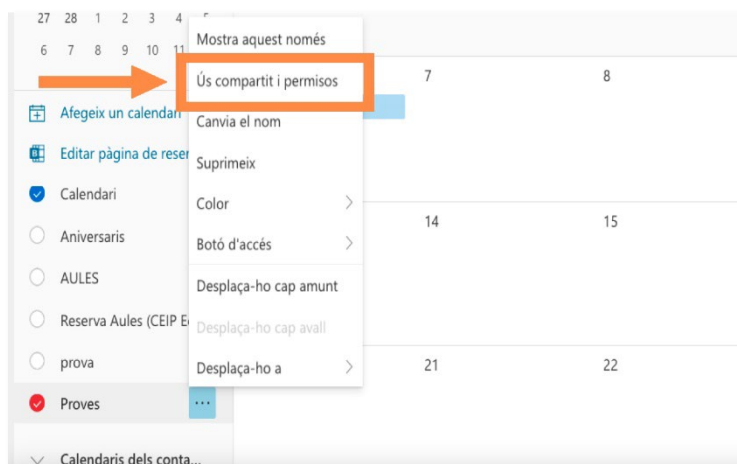 27 28 1 2 3 4 5
6 7 8 9 10 11
Afegeix un calendari
Editar pàgina de reser
Calendari
Aniversaris
AULES
Reserva Aules (CEIP E
prova
Proves
...
Calendaris dels conta...
Mostra aquest només
Ús compartit i permisos
Canvia el nom
Suprimeix
Color
Botó d'accés
Desplaça-ho cap amunt
Desplaça-ho cap avall
Desplaça-ho a
7 8
14 15
21 22